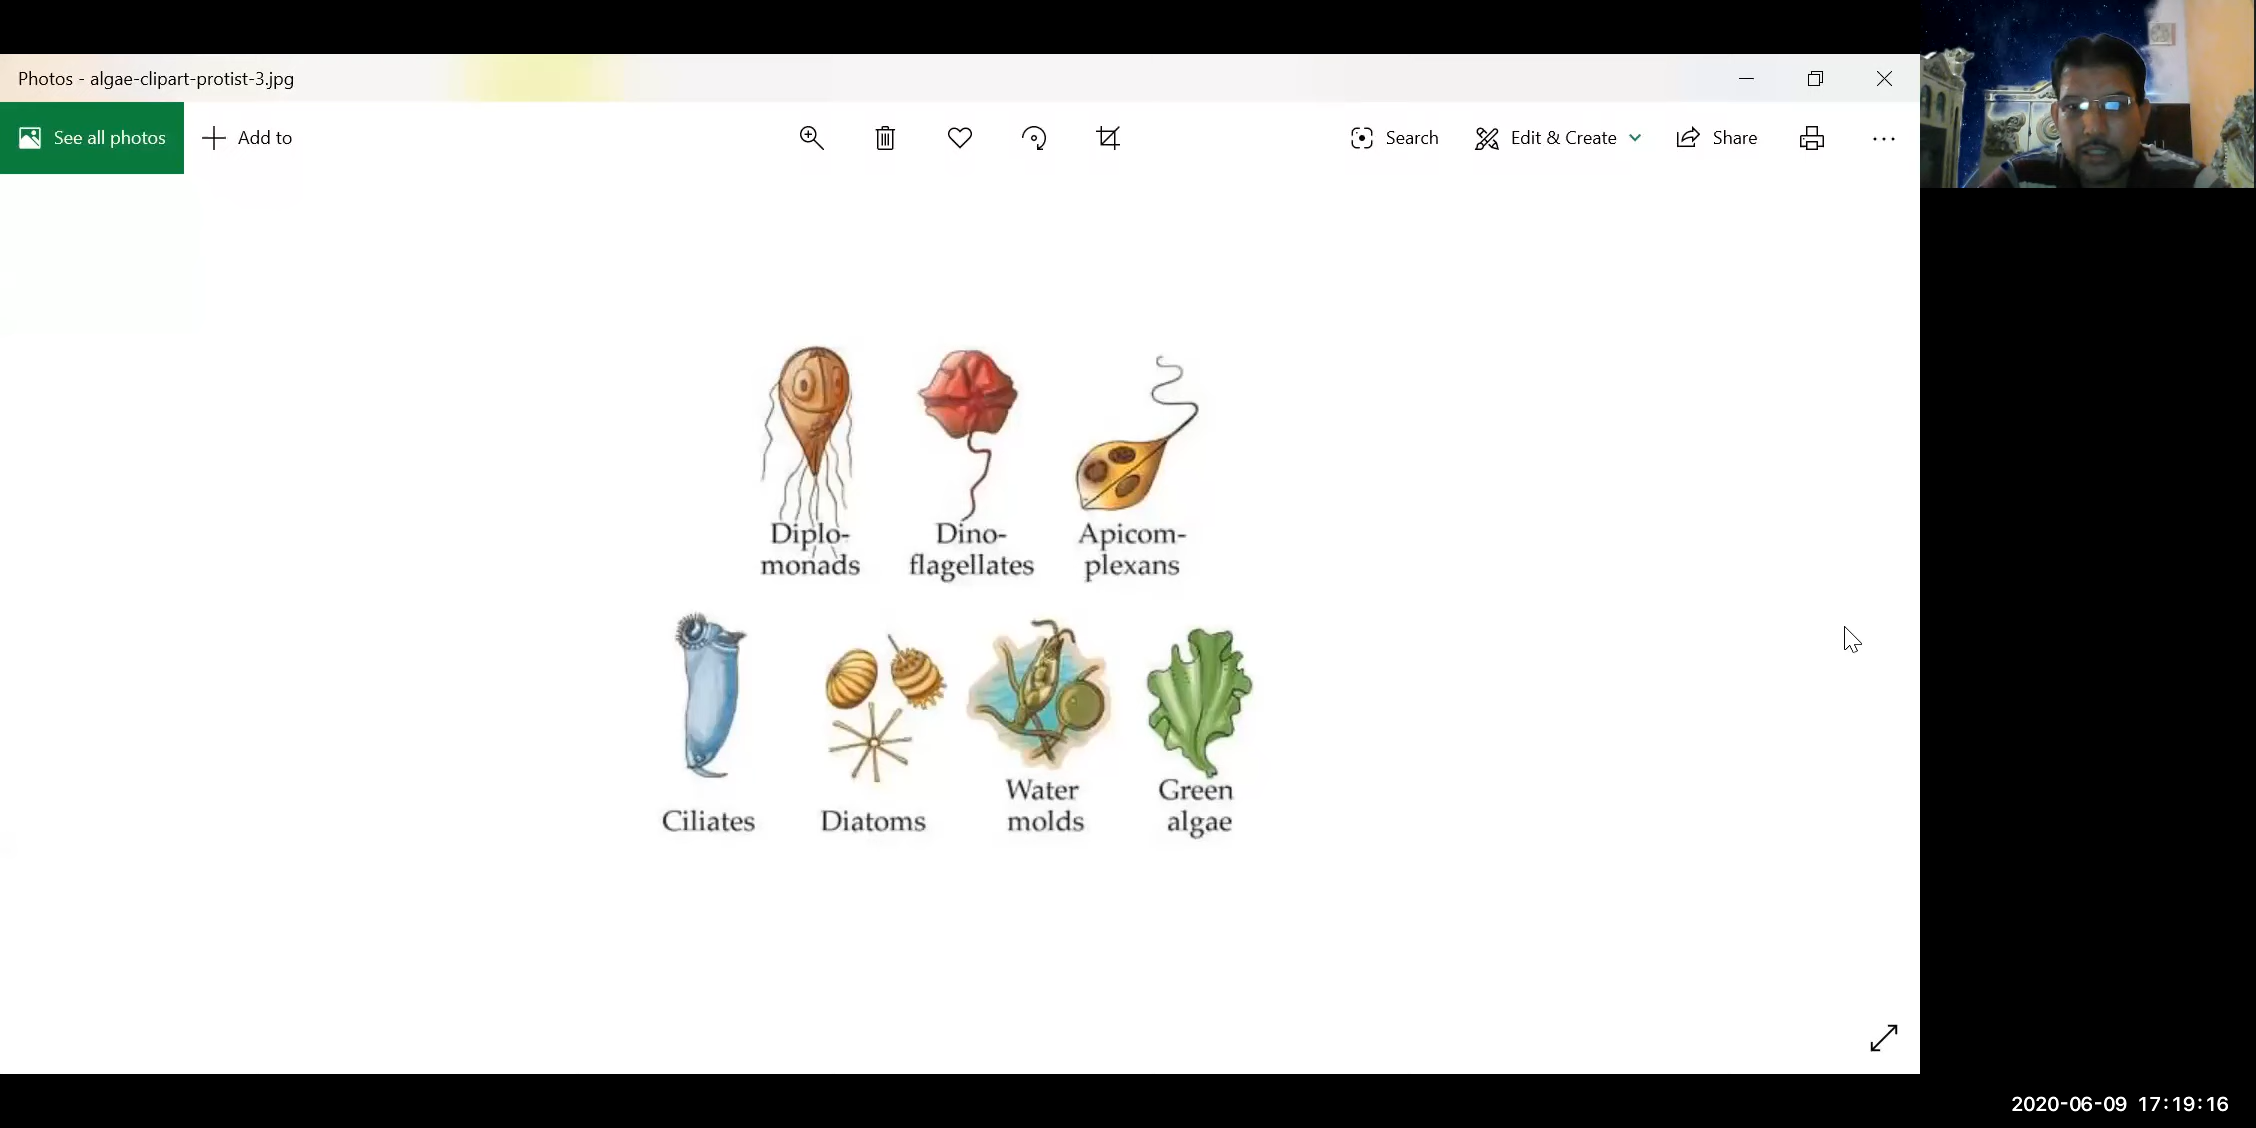 Photos - algae-clipart-protist-3.jpg
See all photos
Add to
Search
Edit & Create
Share
Diplo-
monads
Dino-
flagellates
Apicom-
plexans
Ciliates
Diatoms
Water
molds
Green
algae
2020-06-09 17:19:16